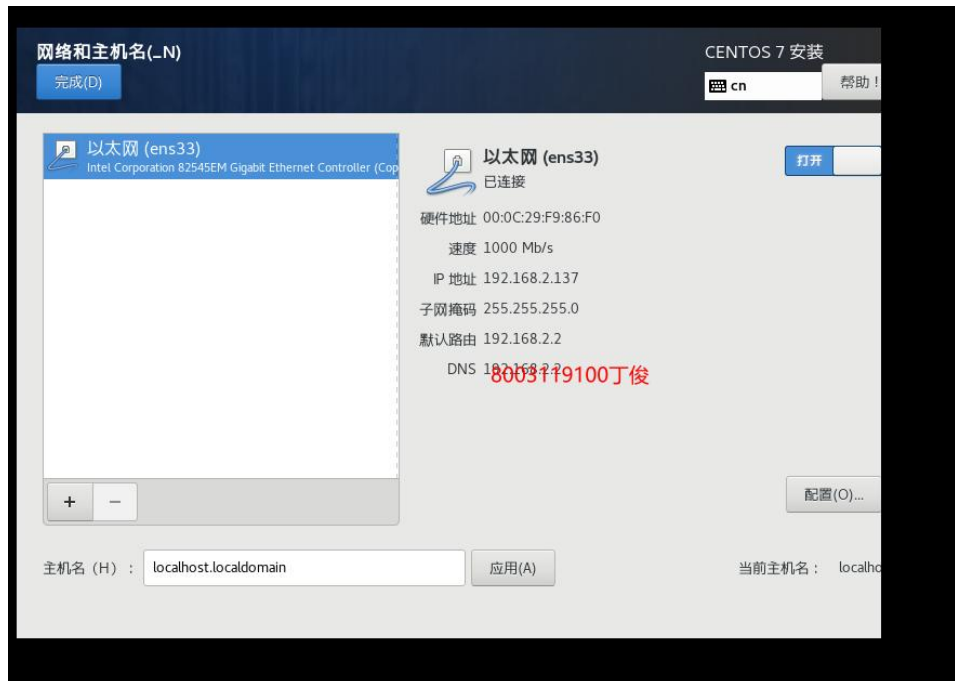 网络和主机名(_N)
CENTOS 7 安装
完成(D)
cn
帮助!
以太网 (ens33)
Intel Corporation 82545EM Gigabit Ethernet Controller (Cop
以太网 (ens33)
已连接
打开
硬件地址 00:0C:29:F9:86:F0
速度 1000 Mb/s
IP 地址 192.168.2.137
子网掩码 255.255.255.0
默认路由 192.168.2.2
DNS 192.168.2.2
8003119100丁俊
+ −
配置(O)...
主机名 (H) : localhost.localdomain
应用(A)
当前主机名: localho